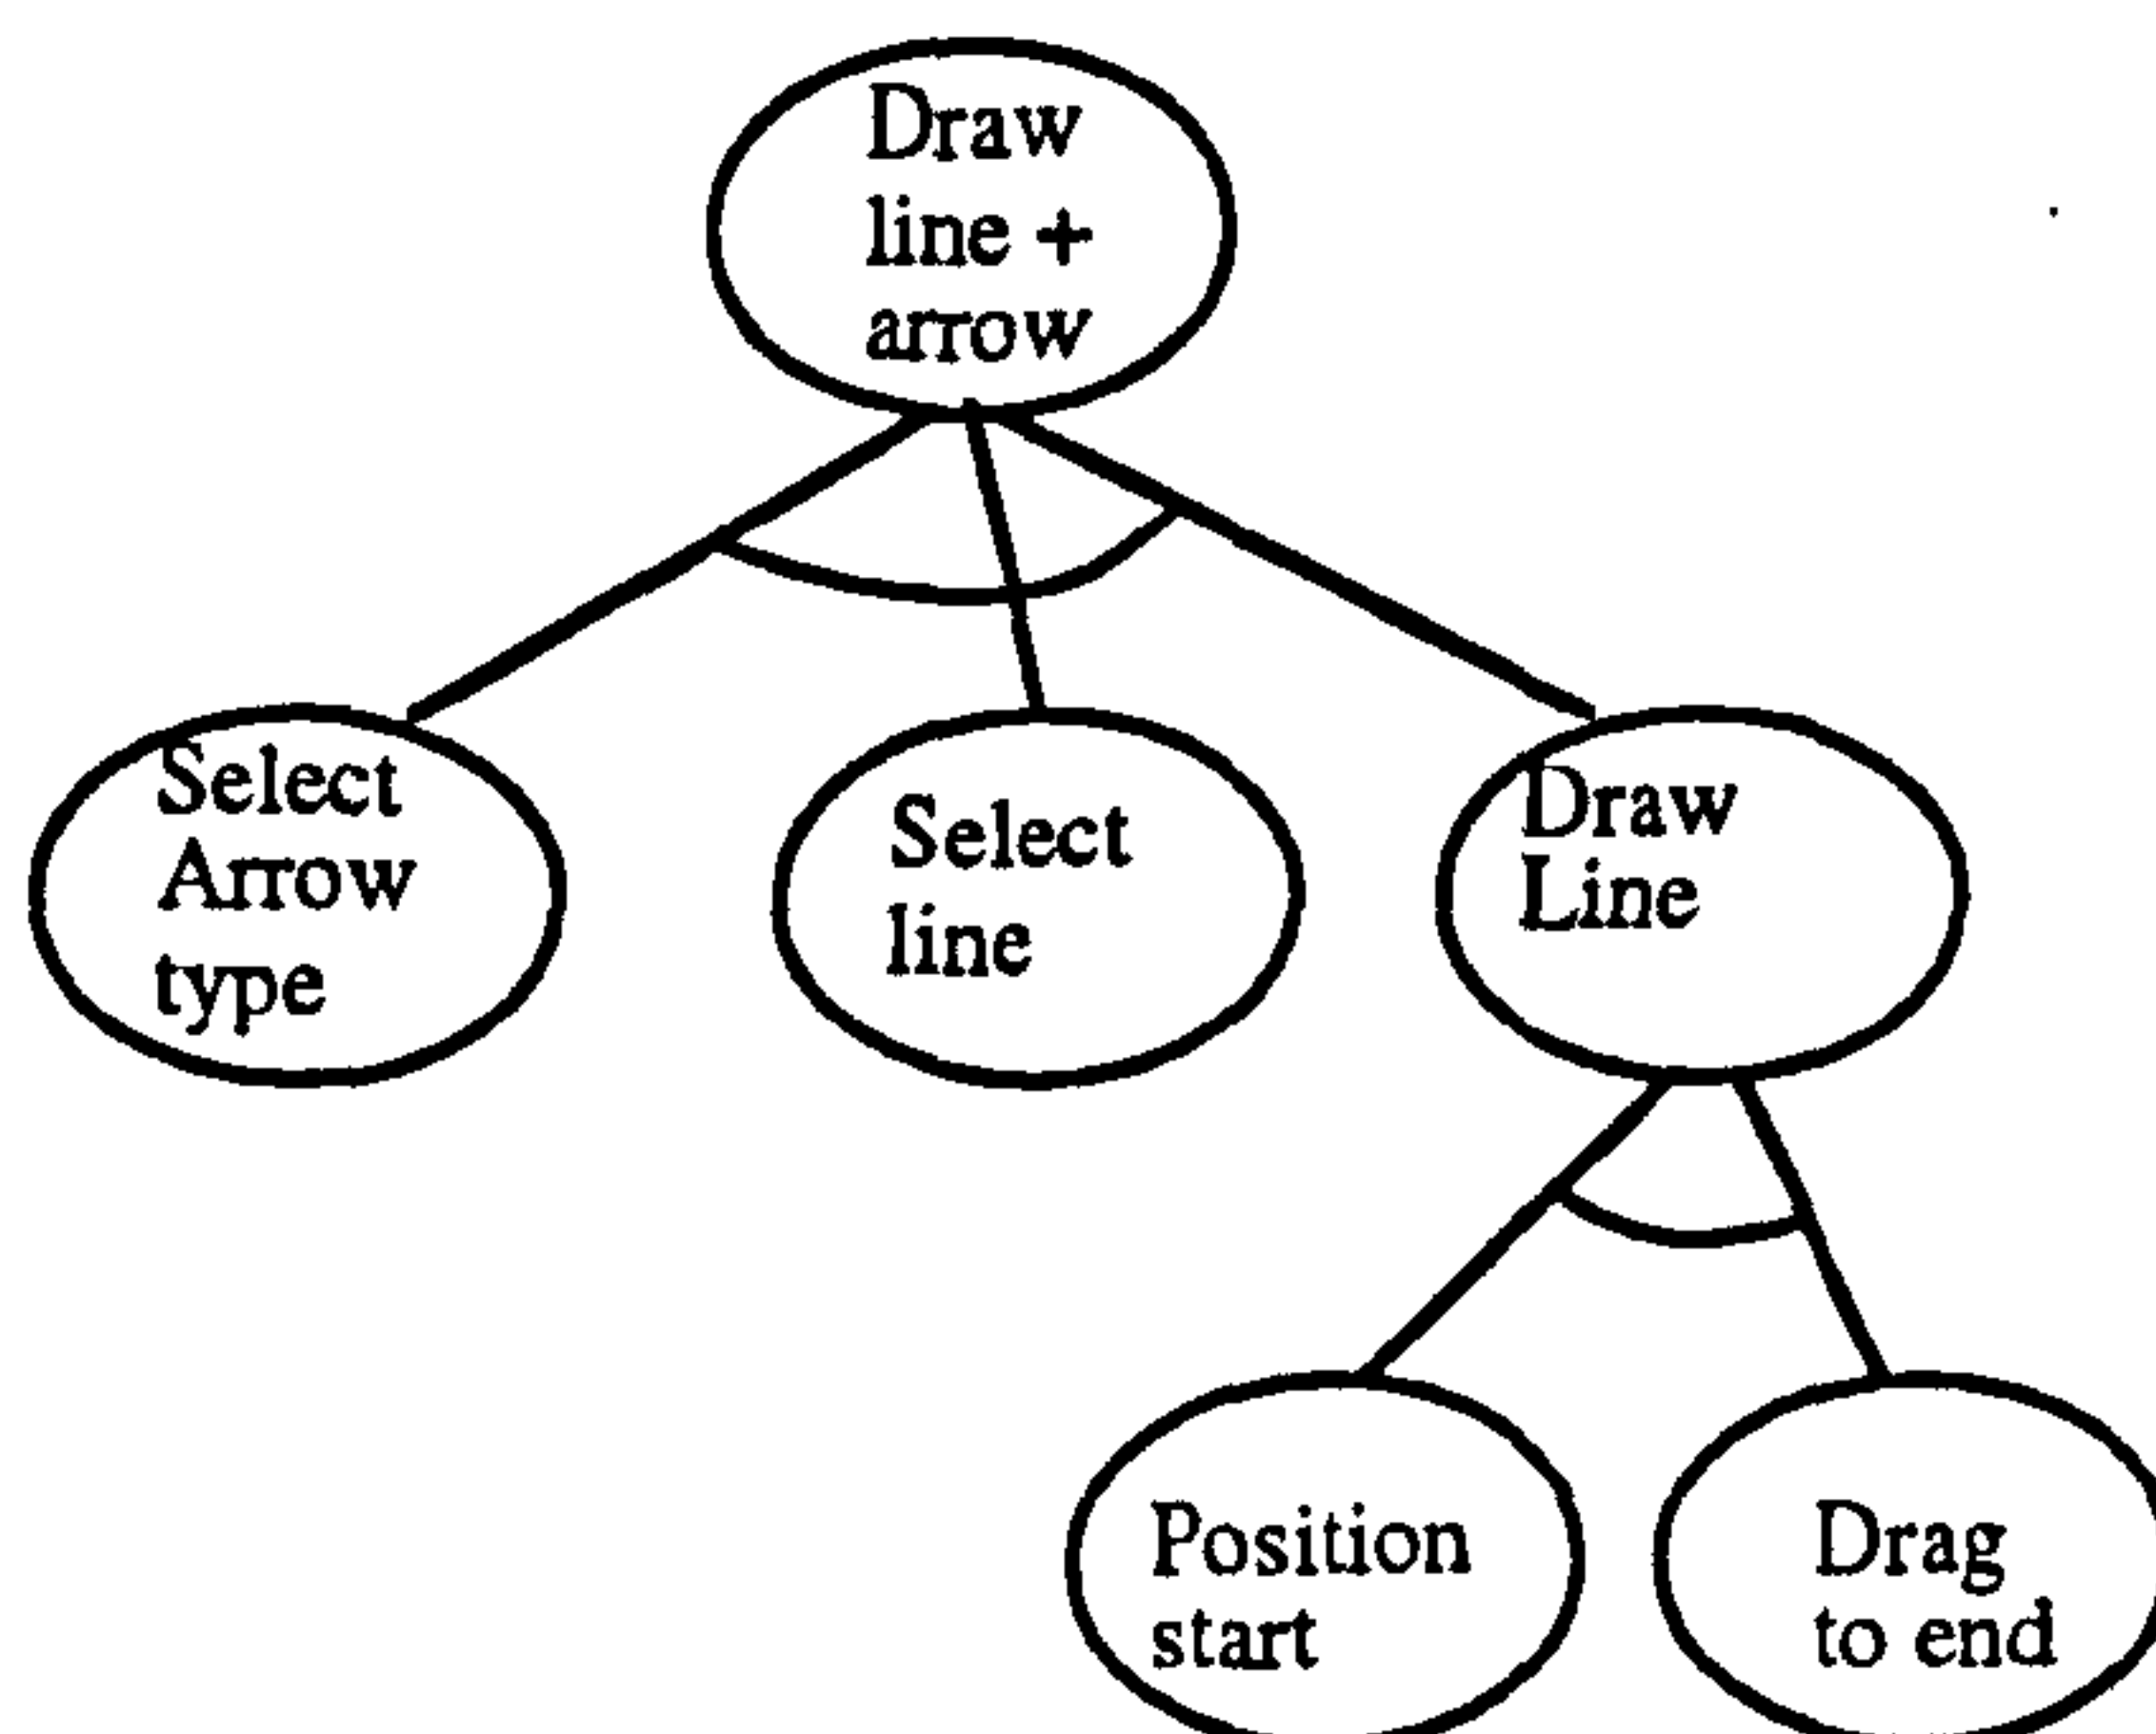 Draw
line +
arrow
Select
Arrow
type
Select
line
Draw
Line
Position
start
Drag
to end